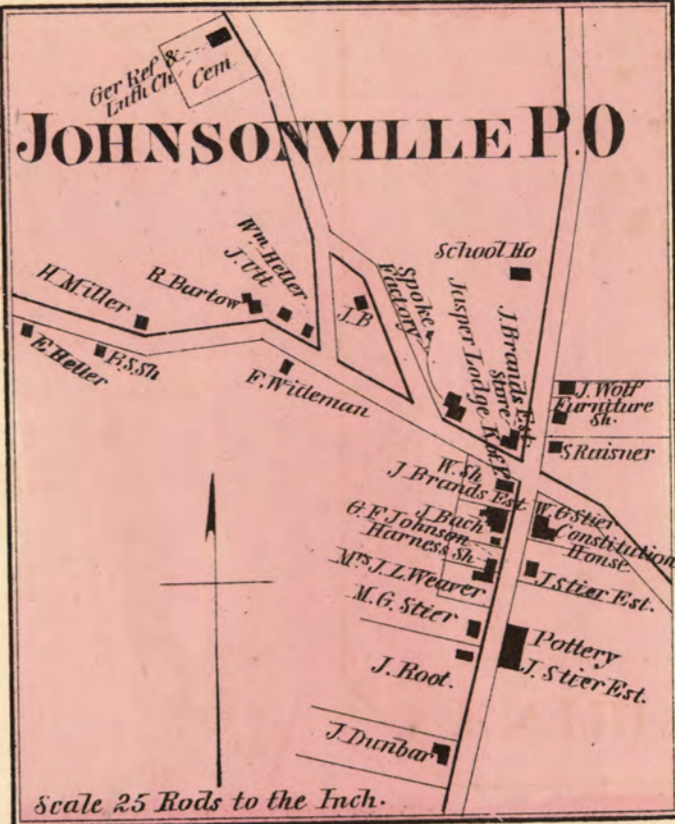 Ger Ref &
Luth Ch
Cem
JOHNSONVILLE P.O
School Ho
Wm Heller
J. Utt
R. Bartow
H. Miller
J.B
Spoke
Factory
Jasper Lodge K of P.
J. Brands Est.
Store
E. Heller
B.S.Sh
F. Wideman
J. Wolf
Furniture
Sh.
S Raisner
W. Sh
J. Brands Est
J. Bach
G. F. Johnson
Harness Sh
W. G Stier
Constitution
House
Mrs J. L. Weaver
J. Stier Est.
M. G. Stier
Pottery
J. Stier Est.
J. Root.
J. Dunbar
Scale 25 Rods to the Inch.